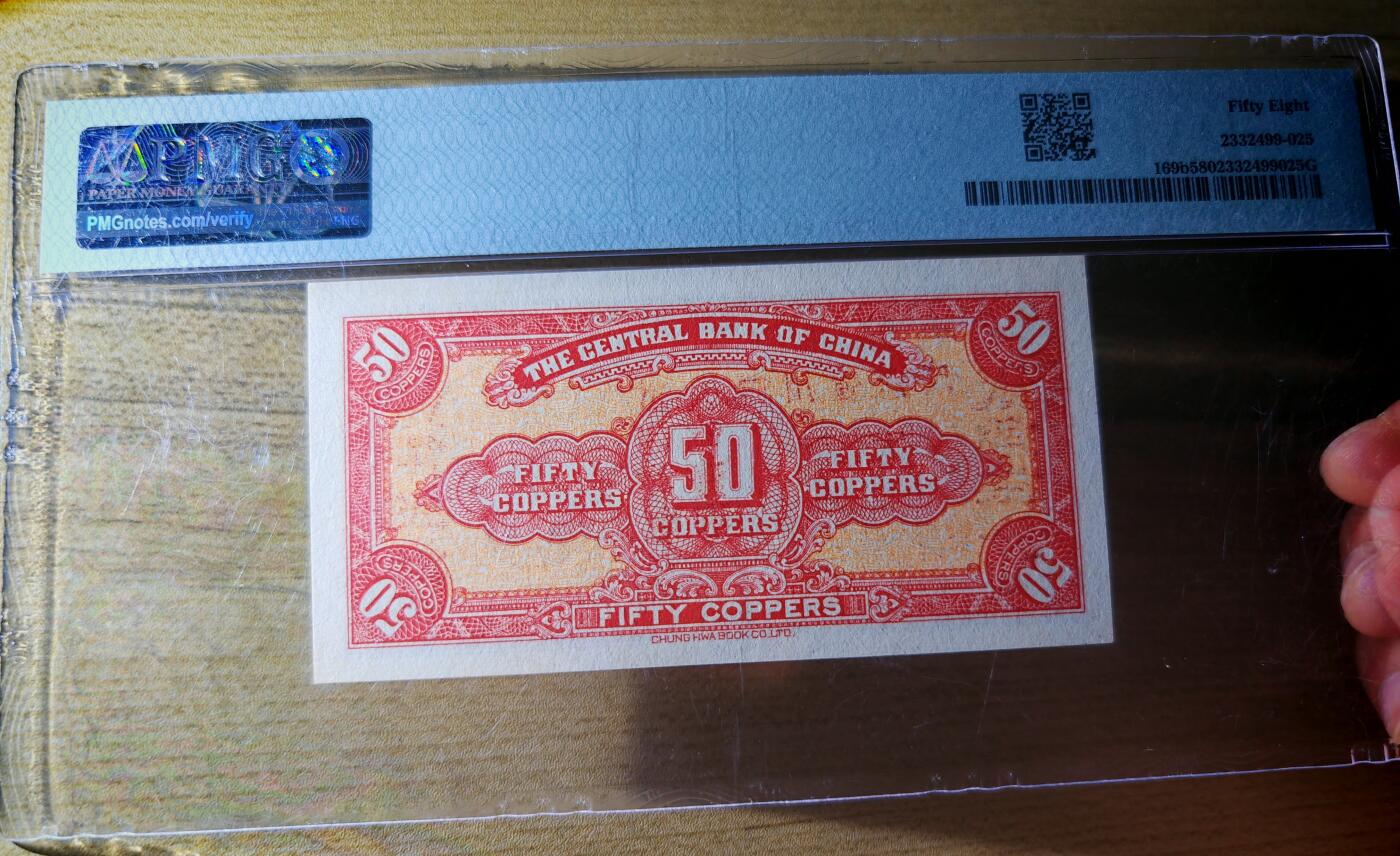 PMG
PAPER MONEY GUARANTY
PMGnotes.com/verify
Fifty Eight
2332499-025
169b5802332499025G
50
COPPERS
THE CENTRAL BANK OF CHINA
50
COPPERS
FIFTY
COPPERS
50
COPPERS
FIFTY
COPPERS
50
COPPERS
FIFTY COPPERS
50
COPPERS
CHUNG HWA BOOK CO. LTD.